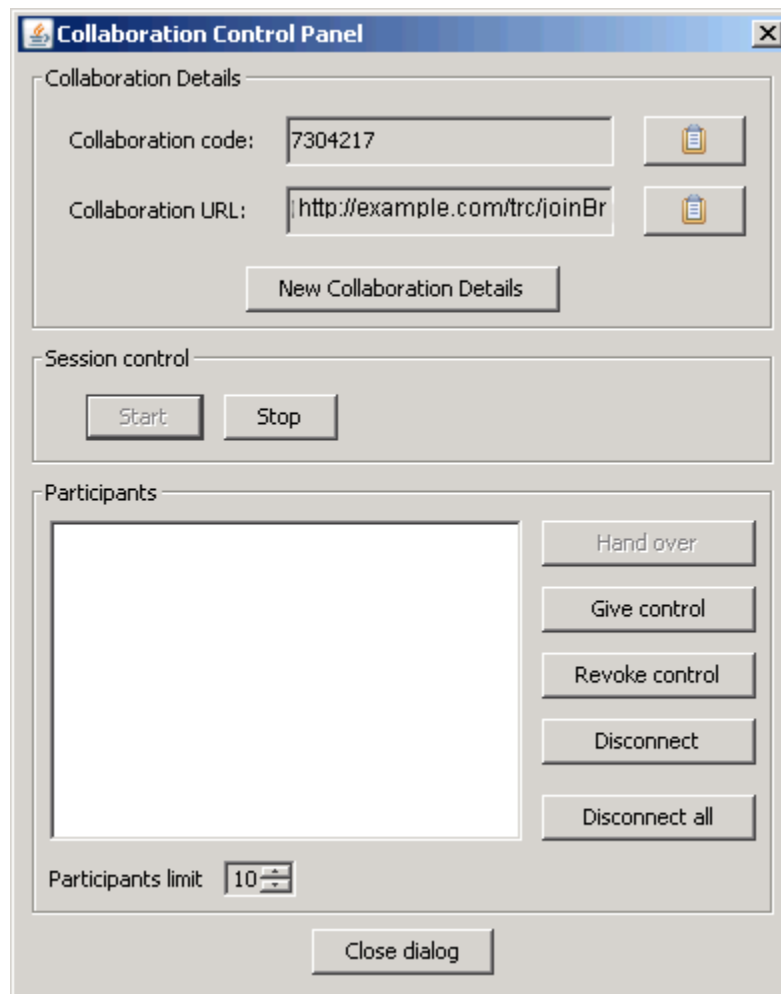 Collaboration Control Panel
Collaboration Details
Collaboration code: 7304217
Collaboration URL: http://example.com/trc/joinBr
New Collaboration Details
Session control
Start Stop
Participants
Hand over
Give control
Revoke control
Disconnect
Disconnect all
Participants limit 10
Close dialog